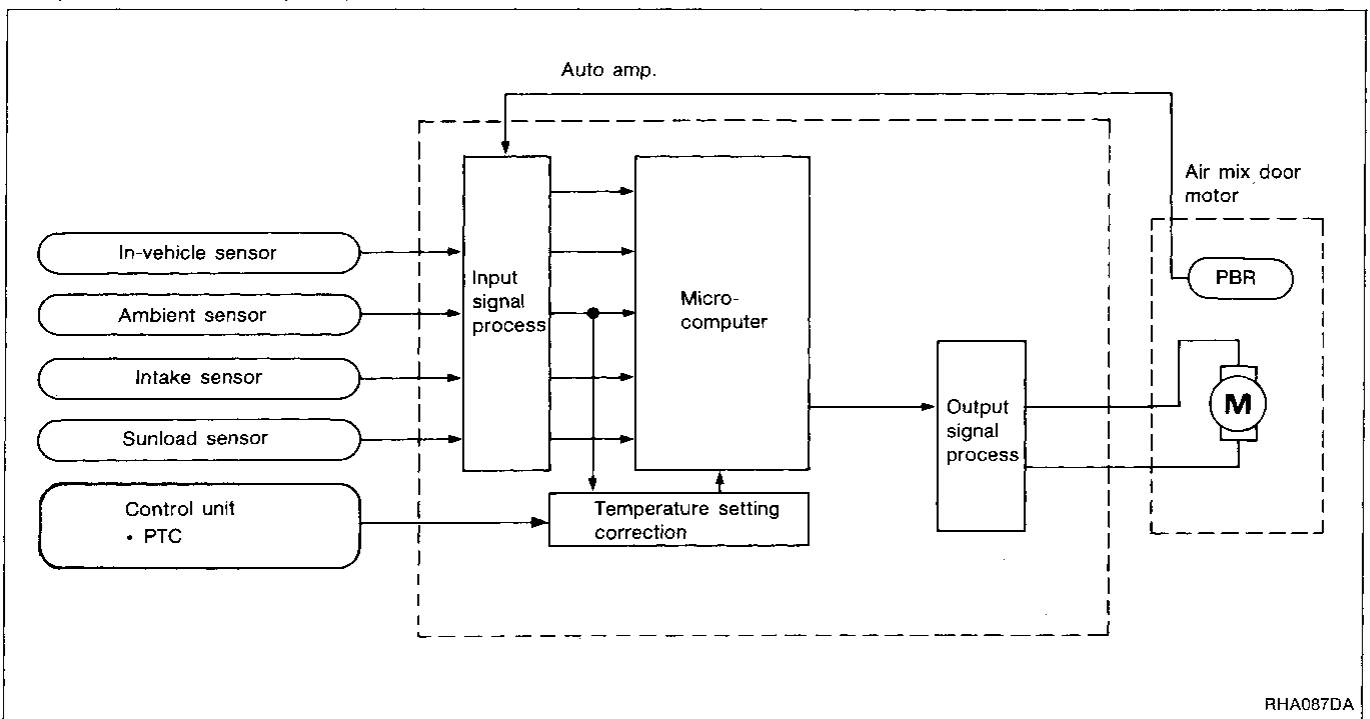 Auto amp.
Air mix door
motor
In-vehicle sensor
Ambient sensor
Intake sensor
Sunload sensor
Control unit
• PTC
Input
signal
process
Micro-
computer
Temperature setting
correction
Output
signal
process
PBR
M
RHA087DA